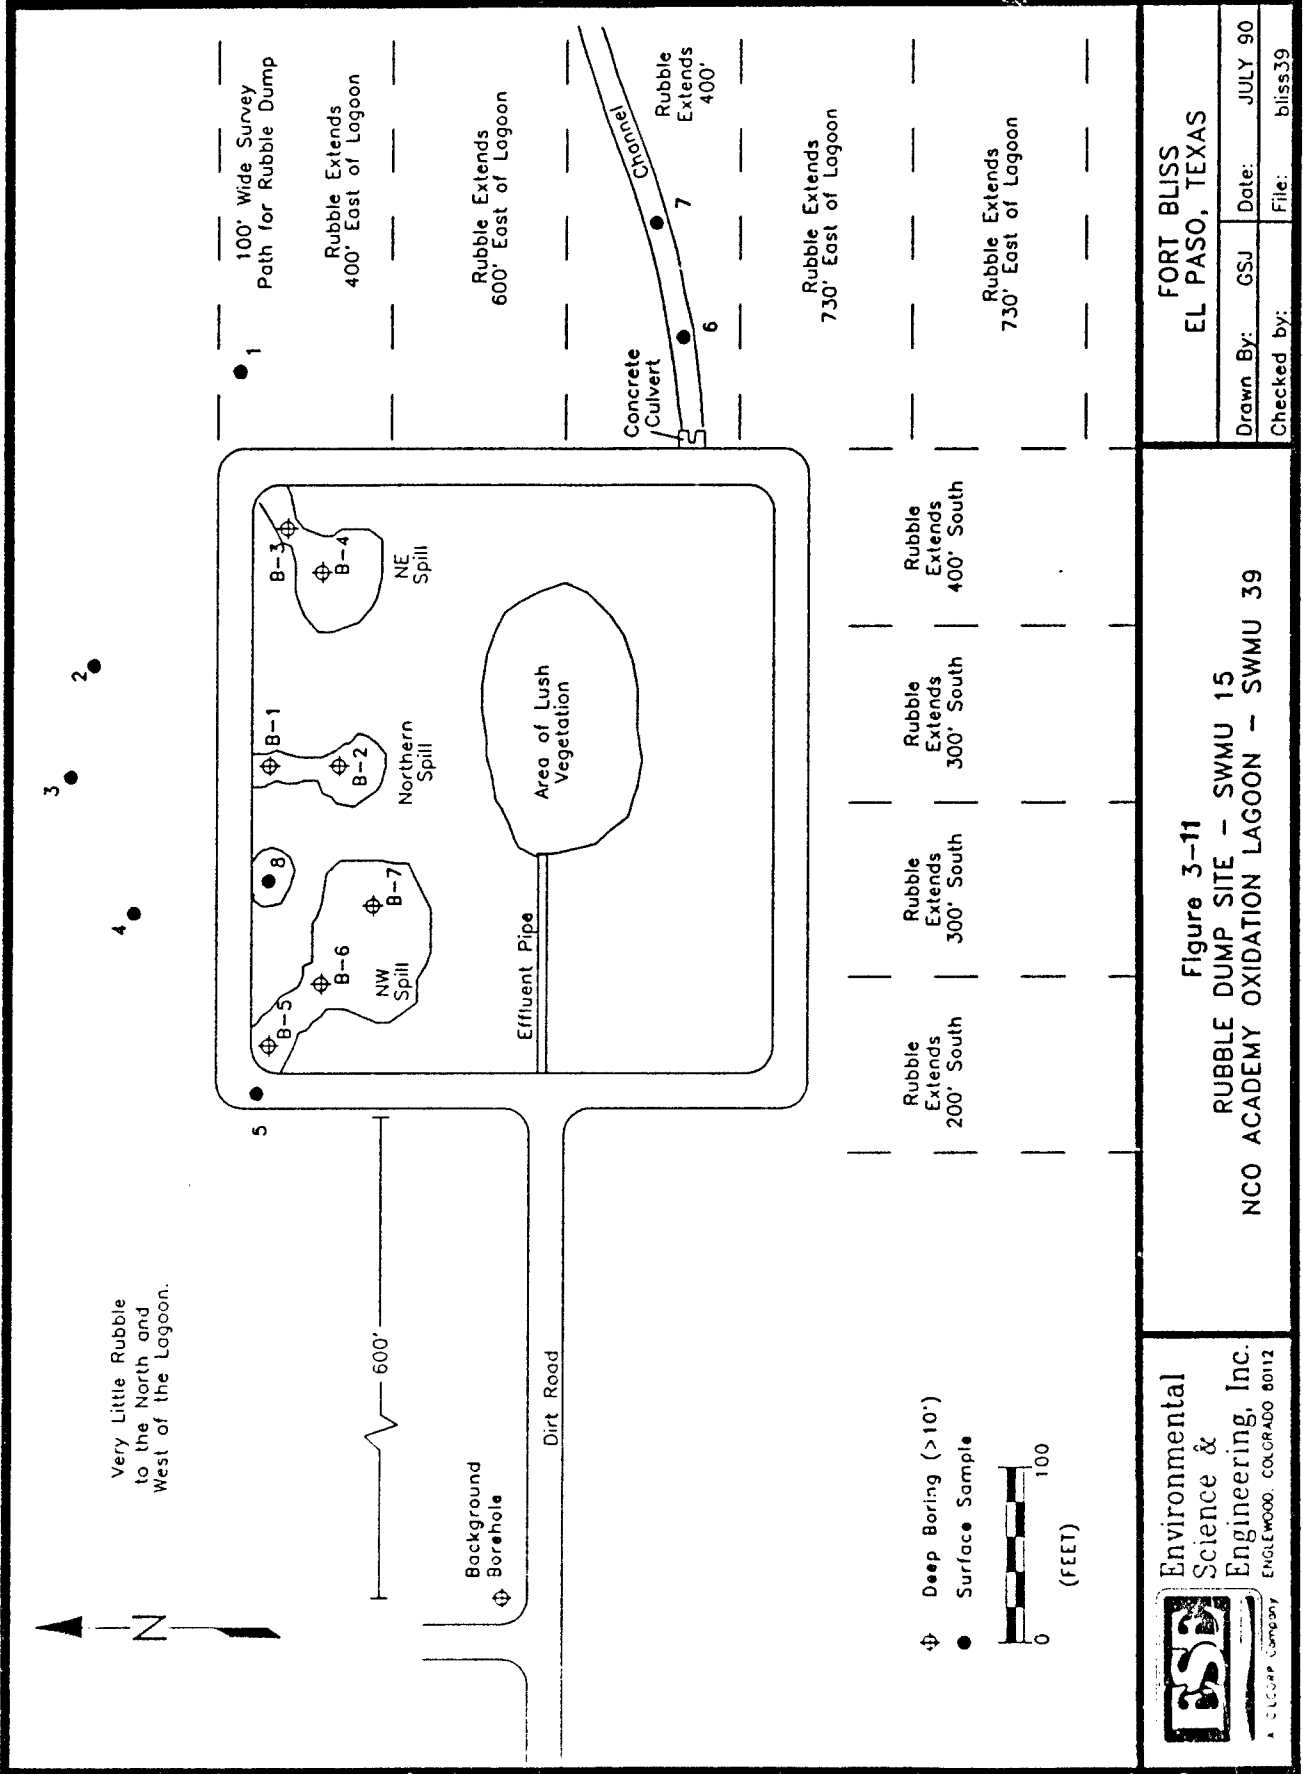 N
Very Little Rubble
to the North and
West of the Lagoon.
600'
Background
Borehole
Dirt Road
Deep Boring (>10')
Surface Sample
0
100
(FEET)
5
4
3
2
1
B-5
B-6
B-7
NW
Spill
8
B-1
B-2
Northern
Spill
B-3
B-4
NE
Spill
Effluent Pipe
Area of Lush
Vegetation
Concrete
Culvert
6
7
Channel
100' Wide Survey
Path for Rubble Dump
Rubble Extends
400' East of Lagoon
Rubble Extends
600' East of Lagoon
Rubble
Extends
400'
Rubble Extends
730' East of Lagoon
Rubble Extends
730' East of Lagoon
Rubble
Extends
200' South
Rubble
Extends
300' South
Rubble
Extends
300' South
Rubble
Extends
400' South
ESE
Environmental
Science &
Engineering, Inc.
A CILCORP Company
ENGLEWOOD, COLORADO 80112
Figure 3-11
RUBBLE DUMP SITE - SWMU 15
NCO ACADEMY OXIDATION LAGOON - SWMU 39
FORT BLISS
EL PASO, TEXAS
Drawn By: GSJ
Date: JULY 90
Checked by:
File: bliss39